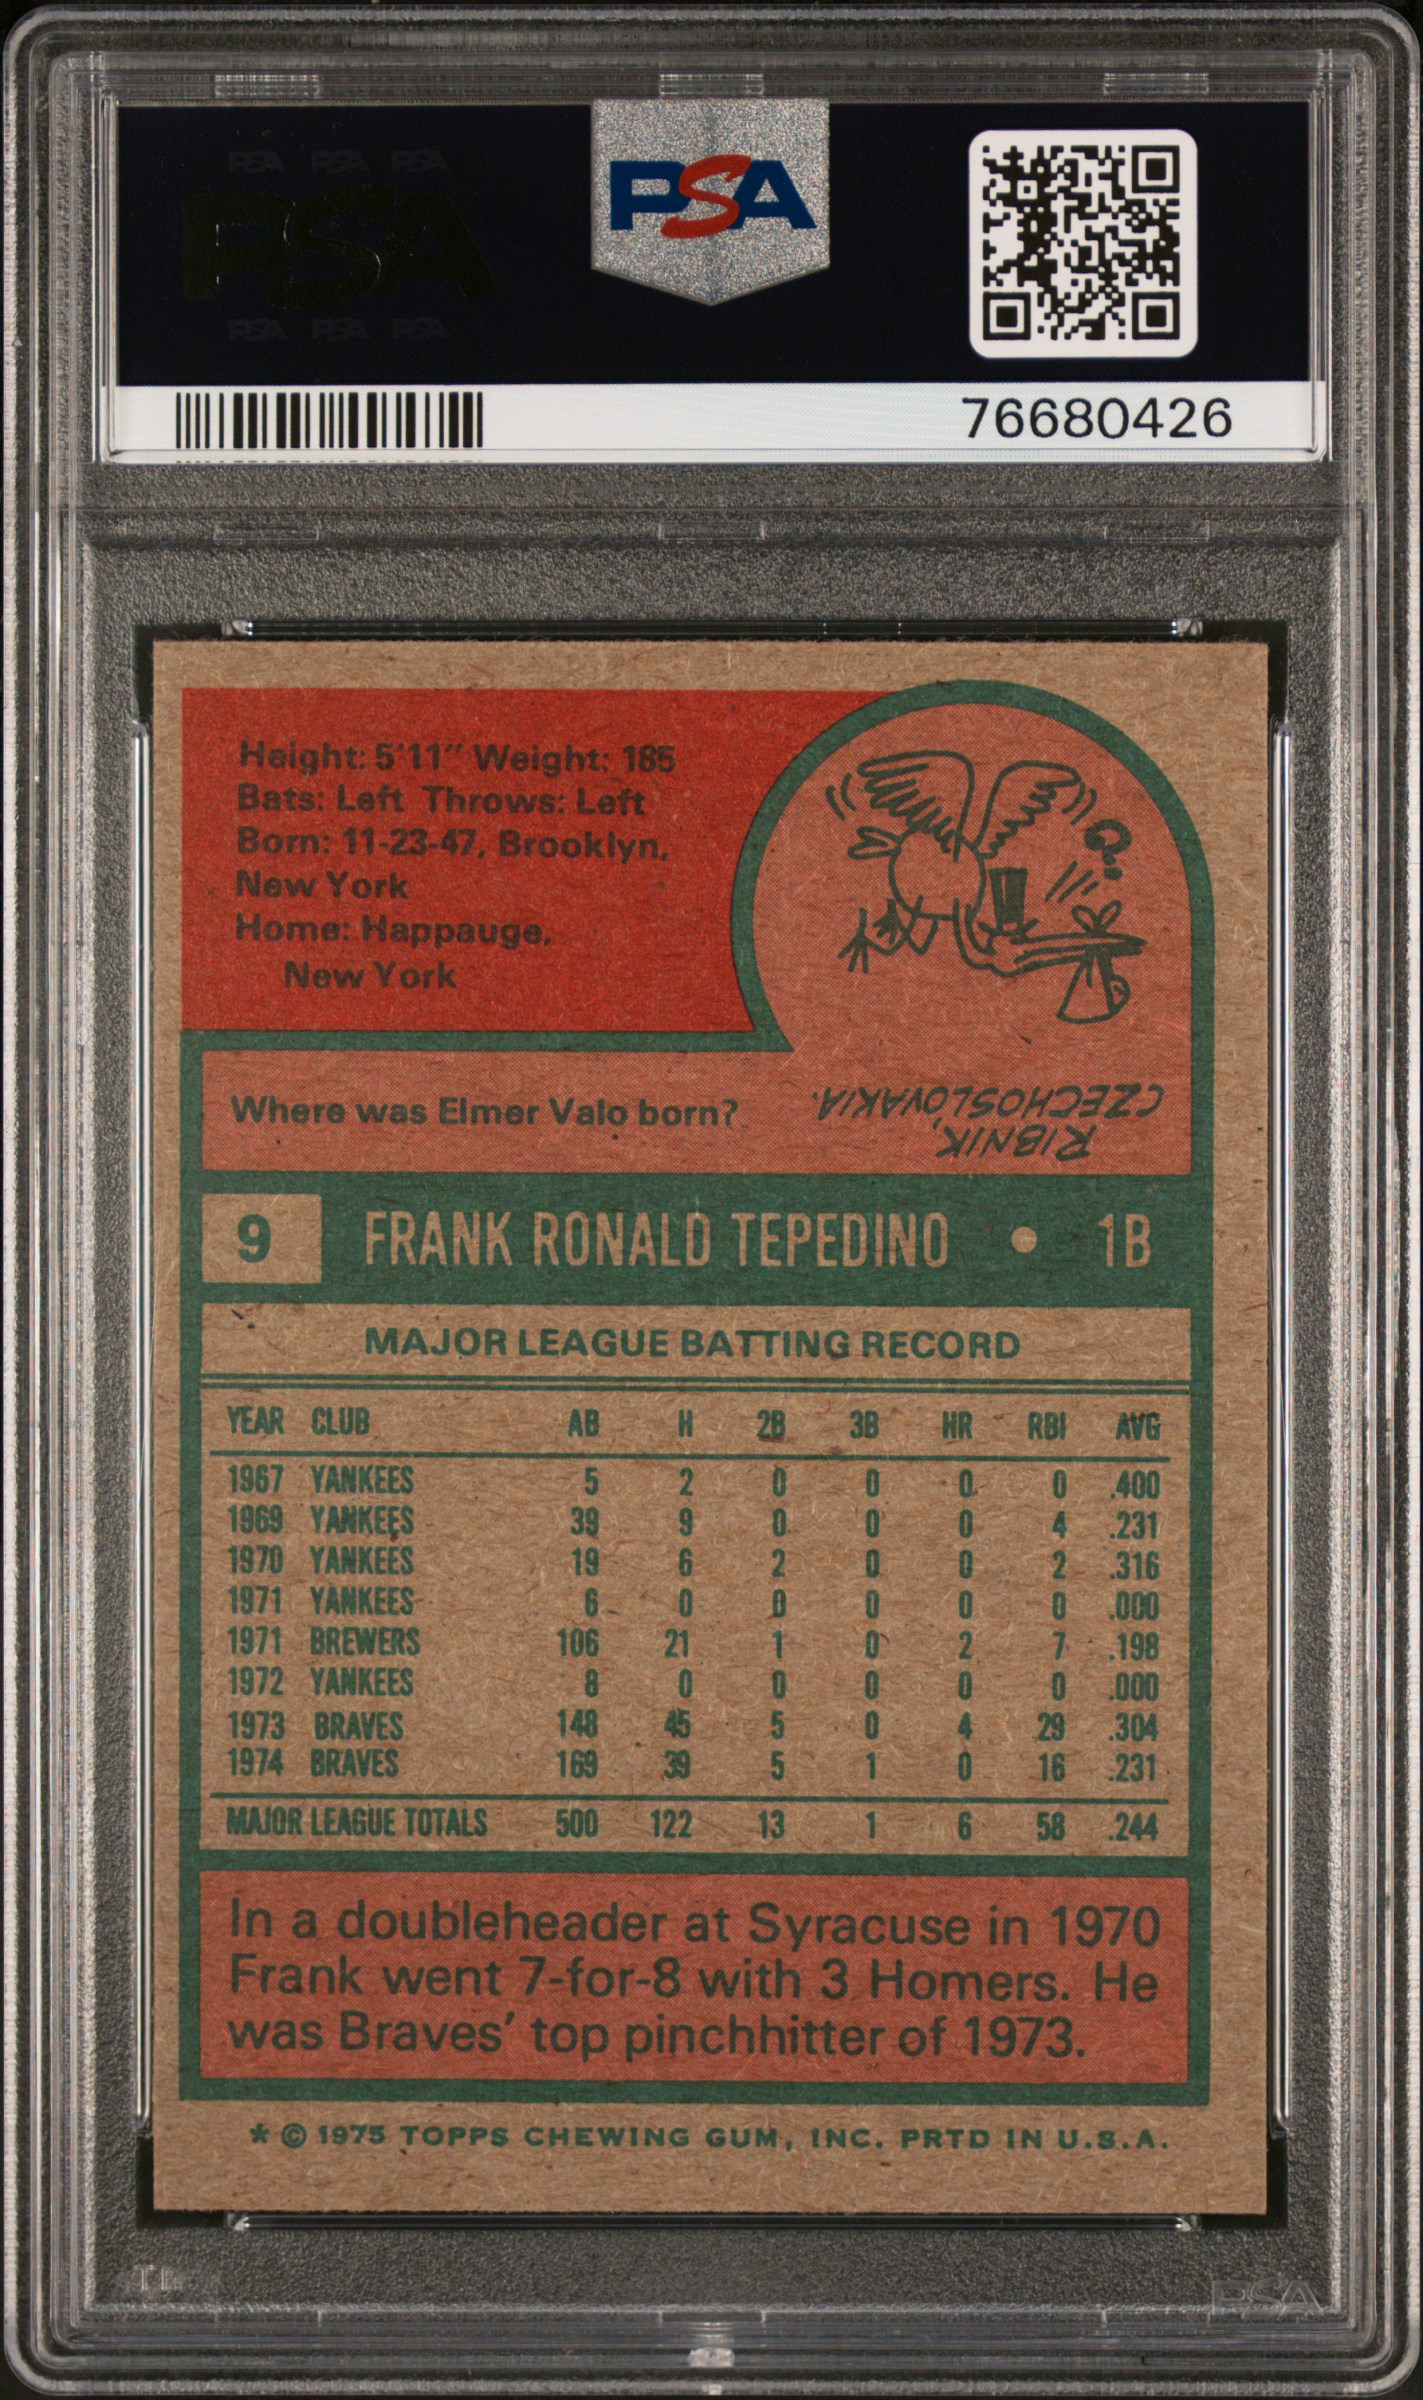 PSA PSA PSA
PSA
PSA PSA PSA
PSA
76680426
Height: 5'11" Weight: 185
Bats: Left Throws: Left
Born: 11-23-47, Brooklyn,
New York
Home: Happauge,
New York
Q.
Where was Elmer Valo born?
RIBNIK,
CZECHOSLOVAKIA.
9 FRANK RONALD TEPEDINO • 1B
MAJOR LEAGUE BATTING RECORD
YEAR CLUB AB H 2B 3B HR RBI AVG
1967 YANKEES 5 2 0 0 0 0 .400
1969 YANKEES 39 9 0 0 0 4 .231
1970 YANKEES 19 6 2 0 0 2 .316
1971 YANKEES 6 0 0 0 0 0 .000
1971 BREWERS 106 21 1 0 2 7 .198
1972 YANKEES 8 0 0 0 0 0 .000
1973 BRAVES 148 45 5 0 4 29 .304
1974 BRAVES 169 39 5 1 0 16 .231
MAJOR LEAGUE TOTALS 500 122 13 1 6 58 .244
In a doubleheader at Syracuse in 1970
Frank went 7-for-8 with 3 Homers. He
was Braves' top pinchhitter of 1973.
* © 1975 TOPPS CHEWING GUM, INC. PRTD IN U.S.A.
PSA